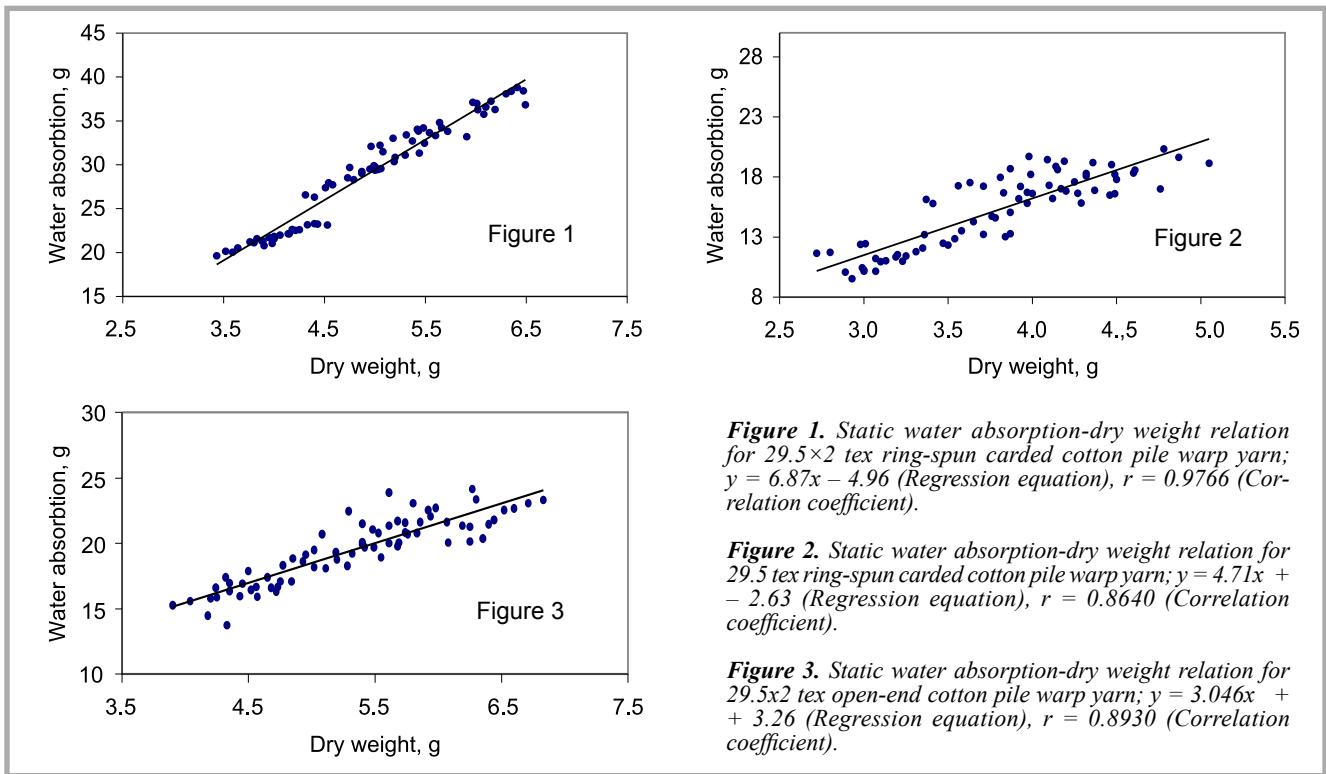 45
40
35
30
25
20
15
Water absorbtion, g
Figure 1
2.5 3.5 4.5 5.5 6.5 7.5
Dry weight, g
28
23
18
13
8
Water absorbtion, g
Figure 2
2.5 3.0 3.5 4.0 4.,5 5.0 5.5
Dry weight, g
30
25
20
15
10
Water absorbtion, g
Figure 3
3.5 4.5 5.5 6.5 7.5
Dry weight, g
Figure 1. Static water absorption-dry weight relation
for 29.5×2 tex ring-spun carded cotton pile warp yarn;
y = 6.87x – 4.96 (Regression equation), r = 0.9766 (Cor-
relation coefficient).
Figure 2. Static water absorption-dry weight relation for
29.5 tex ring-spun carded cotton pile warp yarn; y = 4.71x +
– 2.63 (Regression equation), r = 0.8640 (Correlation
coefficient).
Figure 3. Static water absorption-dry weight relation for
29.5x2 tex open-end cotton pile warp yarn; y = 3.046x +
+ 3.26 (Regression equation), r = 0.8930 (Correlation
coefficient).